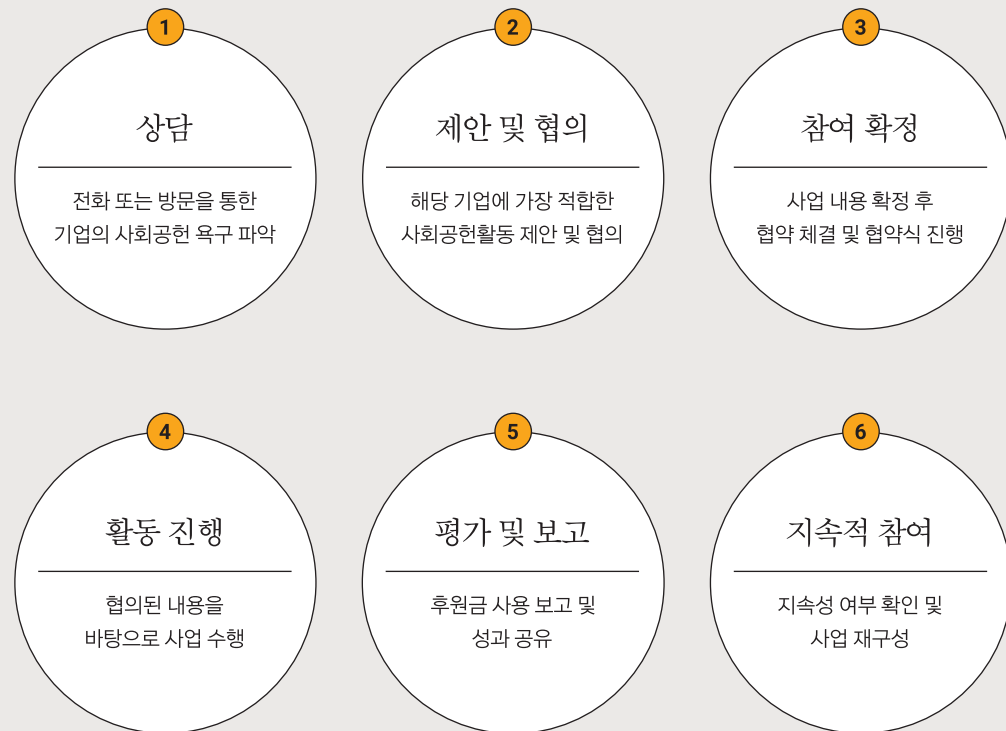 1
상담
전화 또는 방문을 통한
기업의 사회공헌 욕구 파악
2
제안 및 협의
해당 기업에 가장 적합한
사회공헌활동 제안 및 협의
3
참여 확정
사업 내용 확정 후
협약 체결 및 협약식 진행
4
활동 진행
협의된 내용을
바탕으로 사업 수행
5
평가 및 보고
후원금 사용 보고 및
성과 공유
6
지속적 참여
지속성 여부 확인 및
사업 재구성